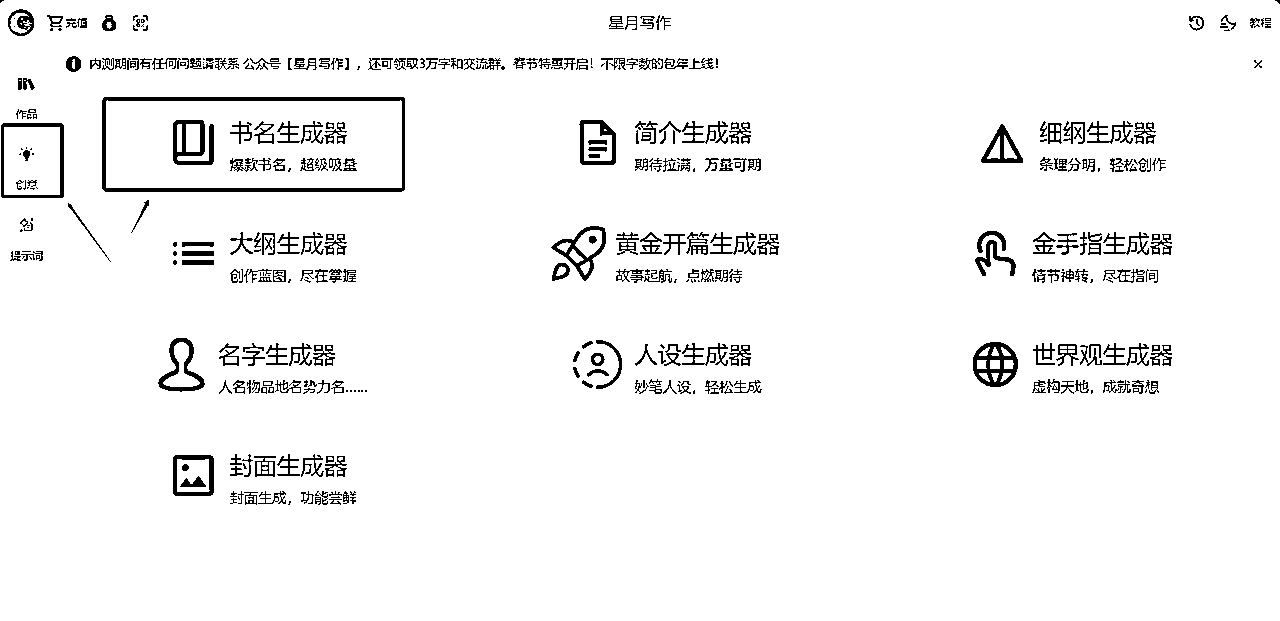 充值
星月写作
教程
内测期间有任何问题请联系 公众号【星月写作】，还可领取3万字和交流群。春节特惠开启！不限字数的包年上线！
作品
创意
提示词
书名生成器
爆款书名，超级吸量
简介生成器
期待拉满，万量可期
细纲生成器
条理分明，轻松创作
大纲生成器
创作蓝图，尽在掌握
黄金开篇生成器
故事起航，点燃期待
金手指生成器
情节神转，尽在指间
名字生成器
人名物品地名势力名......
人设生成器
妙笔人设，轻松生成
世界观生成器
虚构天地，成就奇想
封面生成器
封面生成，功能尝鲜